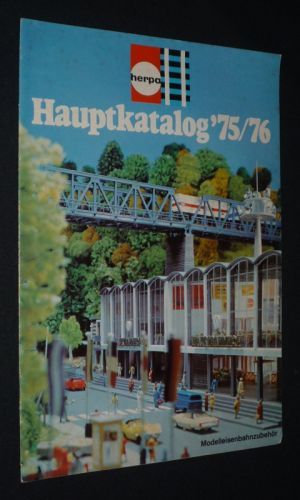 herpa
Hauptkatalog '75/76
Modelleisenbahnzubehör